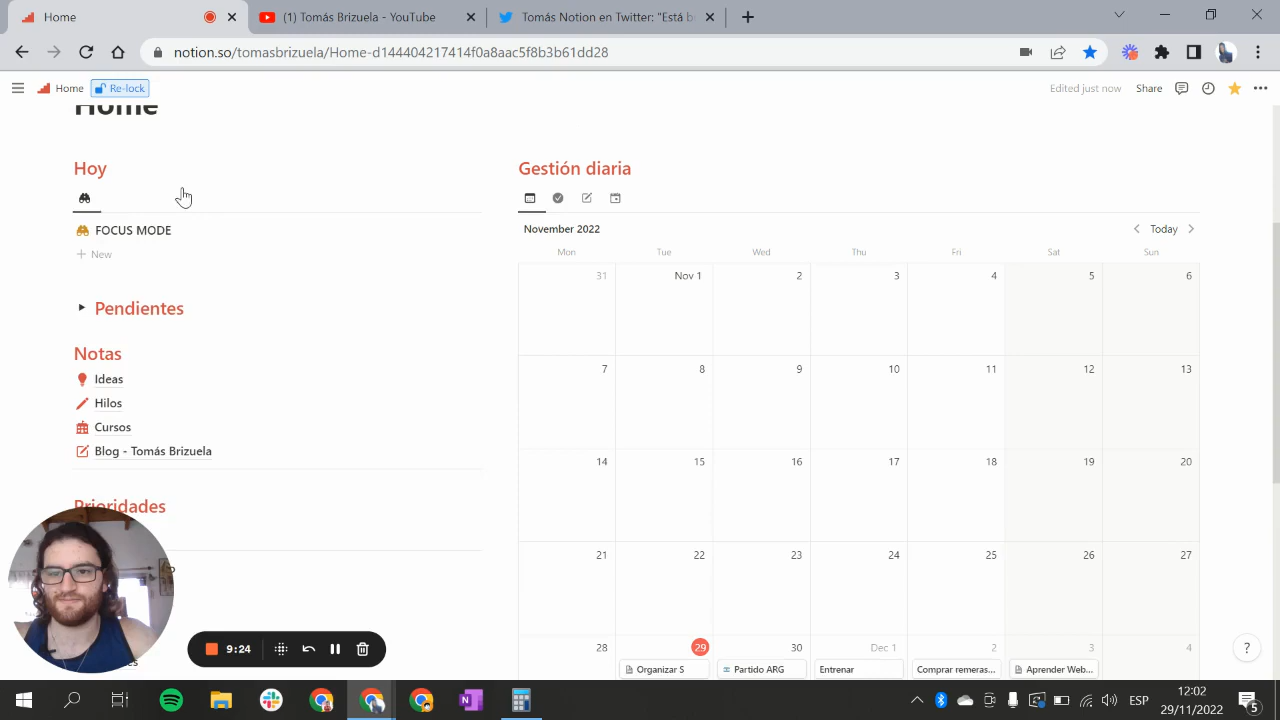 Home
(1) Tomás Brizuela - YouTube
Tomás Notion en Twitter: "Está b
notion.so/tomasbrizuela/Home-d144404217414f0a8aac5f8b3b61dd28
Home
Re-lock
Edited just now
Share
Home
Hoy
FOCUS MODE
New
Pendientes
Notas
Ideas
Hilos
Cursos
Blog - Tomás Brizuela
Prioridades
Gestión diaria
November 2022
Today
Mon Tue Wed Thu Fri Sat Sun
31 Nov 1 2 3 4 5 6
7 8 9 10 11 12 13
14 15 16 17 18 19 20
21 22 23 24 25 26 27
28 29 30 Dec 1 2 3 4
Organizar S Partido ARG Entrenar Comprar remeras... Aprender Web...
9:24
?
ESP
12:02
29/11/2022
5